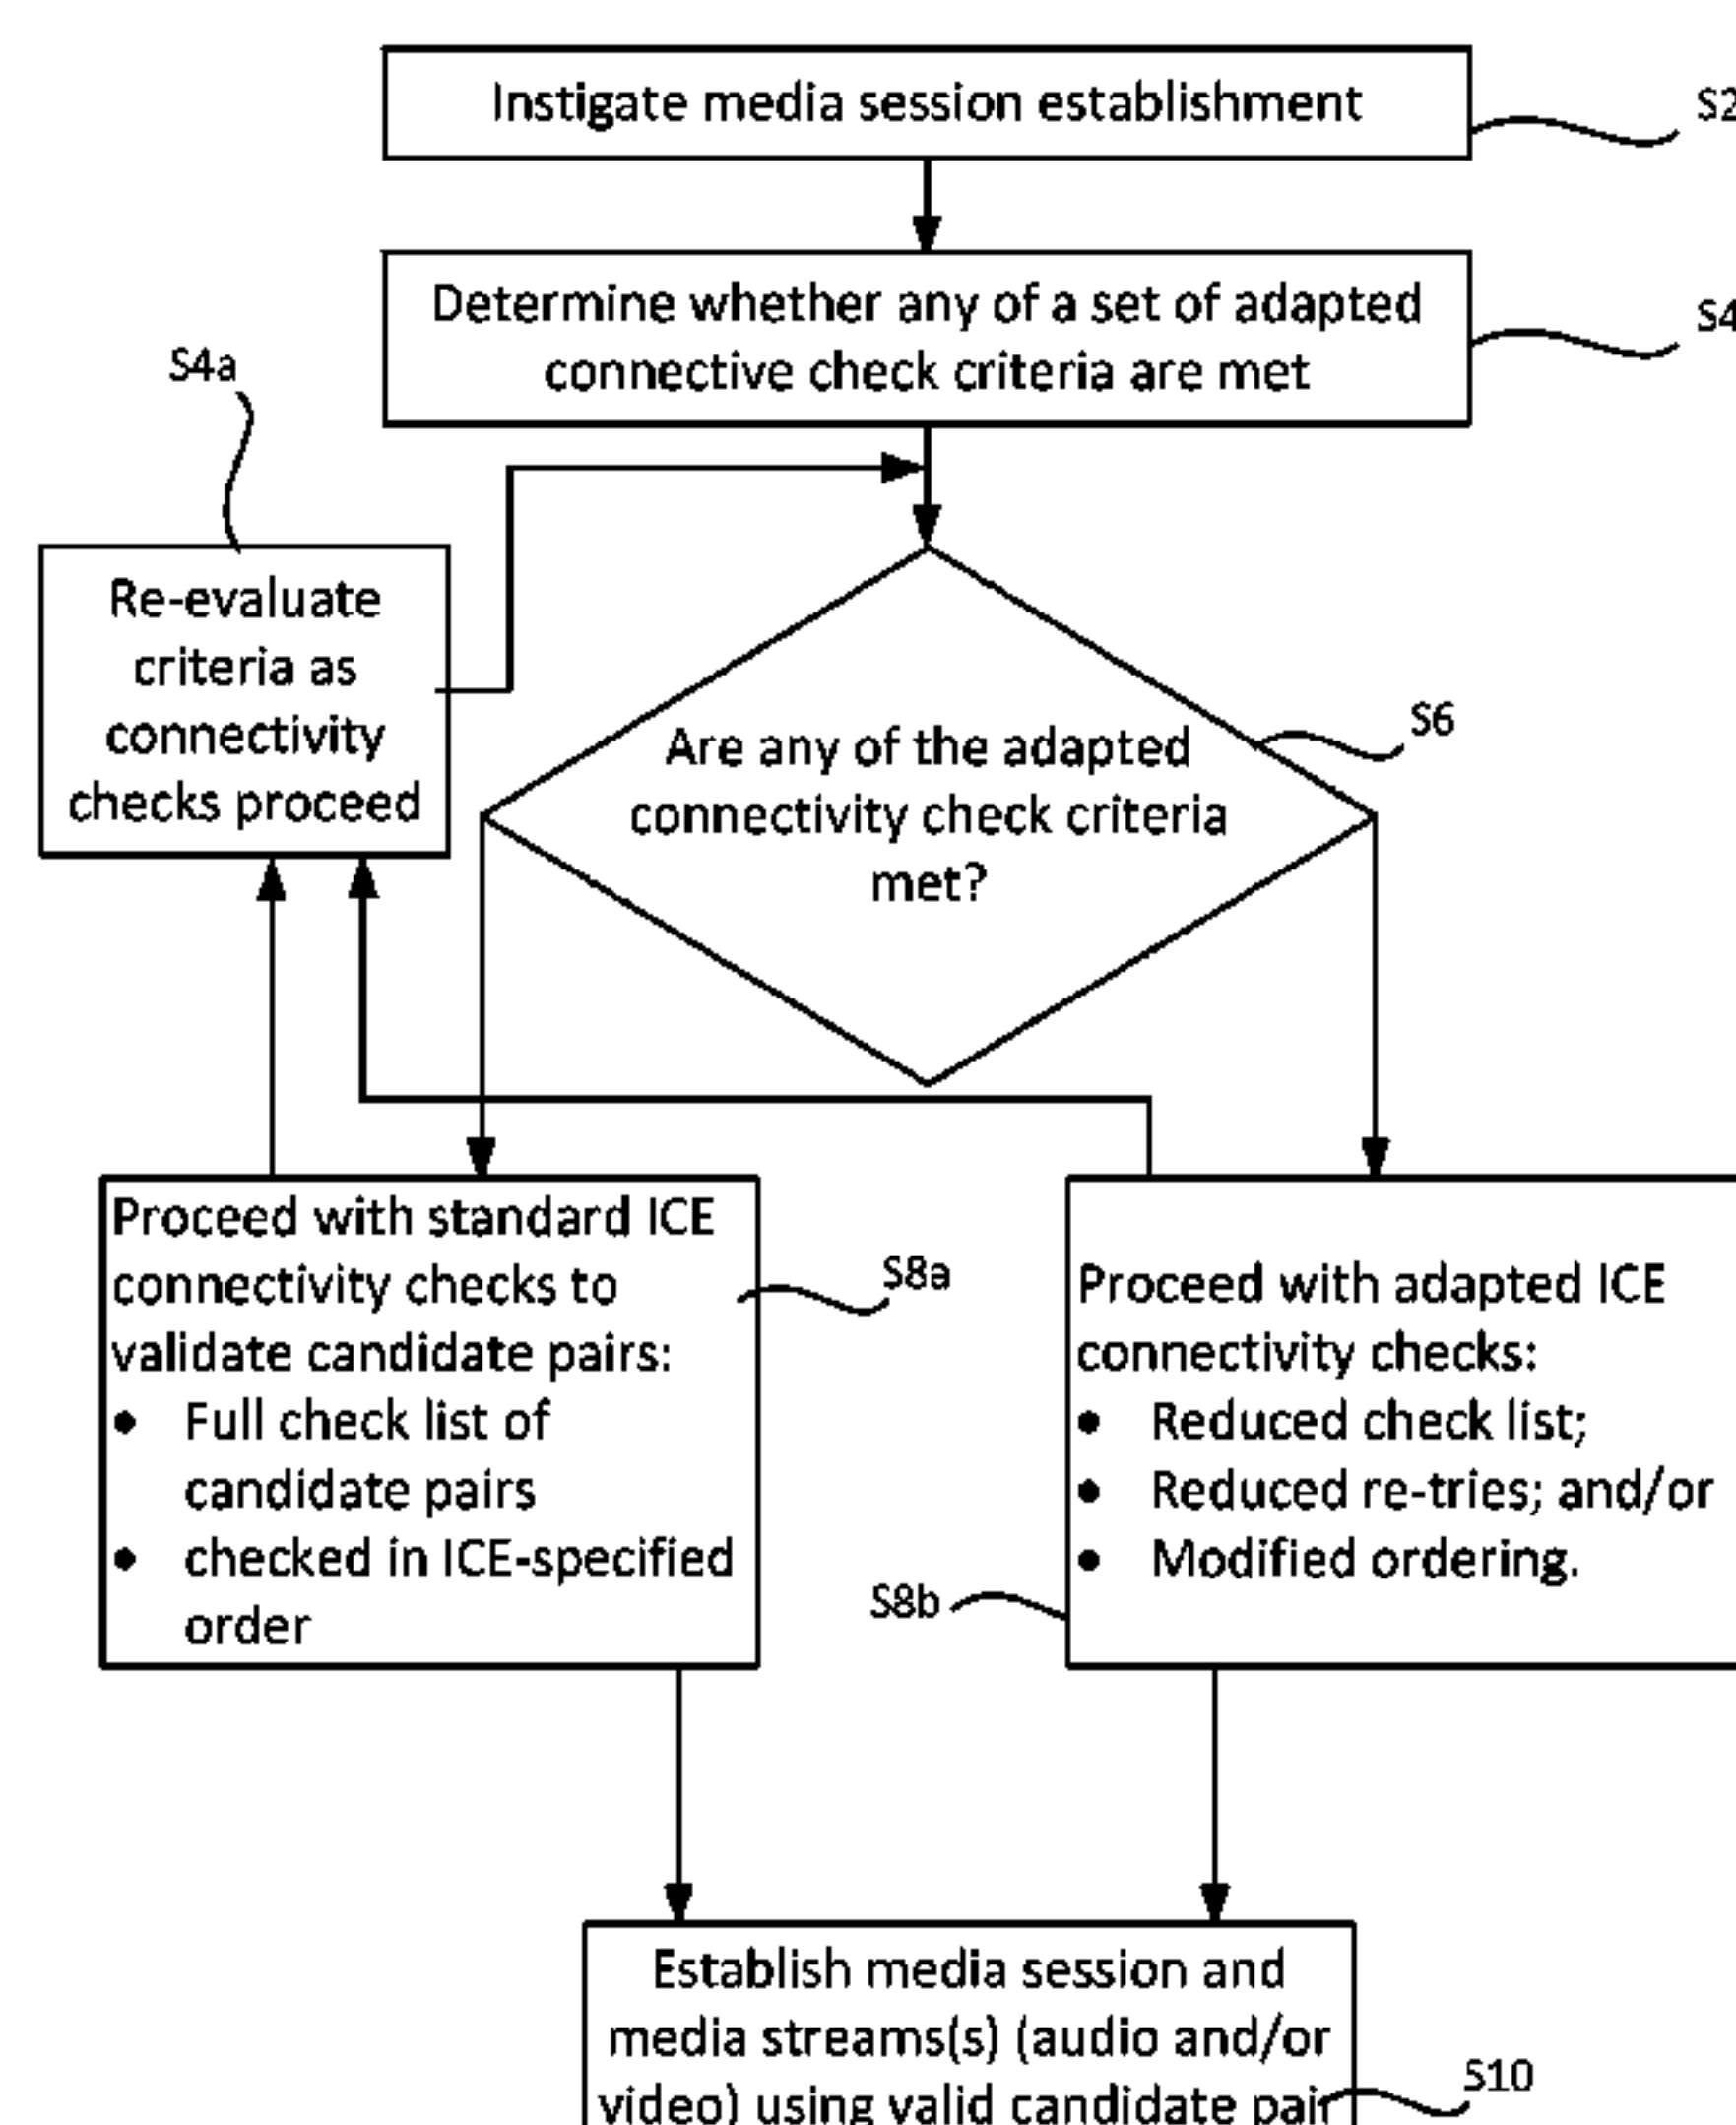 Instigate media session establishment
S2
Determine whether any of a set of adapted
connective check criteria are met
S4
S4a
Re-evaluate
criteria as
connectivity
checks proceed
Are any of the adapted
connectivity check criteria
met?
S6
Proceed with standard ICE
connectivity checks to
validate candidate pairs:
• Full check list of
candidate pairs
• checked in ICE-specified
order
S8a
Proceed with adapted ICE
connectivity checks:
• Reduced check list;
• Reduced re-tries; and/or
• Modified ordering.
S8b
Establish media session and
media streams(s) (audio and/or
video) using valid candidate pair
S10